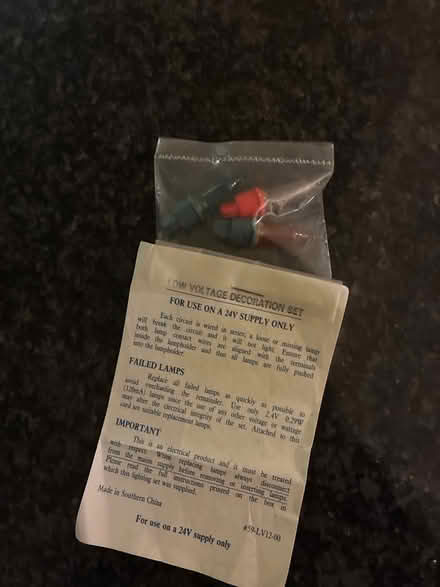 LOW VOLTAGE DECORATION SET
FOR USE ON A 24V SUPPLY ONLY
Each circuit is wired in series; a loose or missing lamp
will break the circuit and it will not light. Ensure that
both lamp contact wires are aligned with the terminals
inside the lampholder and that all lamps are fully pushed
into the lampholder.
FAILED LAMPS
Replace all failed lamps as quickly as possible to
avoid overheating the remainder. Use only 2.4V 0.29W
(120mA) lamps since the use of any other voltage or wattage
may alter the electrical integrity of the set. Attached to this
card are suitable replacement lamps.
IMPORTANT
This is an electrical product and it must be treated
with respect. When replacing lamps always disconnect
from the mains supply before removing or inserting lamps.
Please read the full instructions printed on the box in
which this lighting set was supplied.
Made in Southern China
#59-LV12-00
For use on a 24V supply only